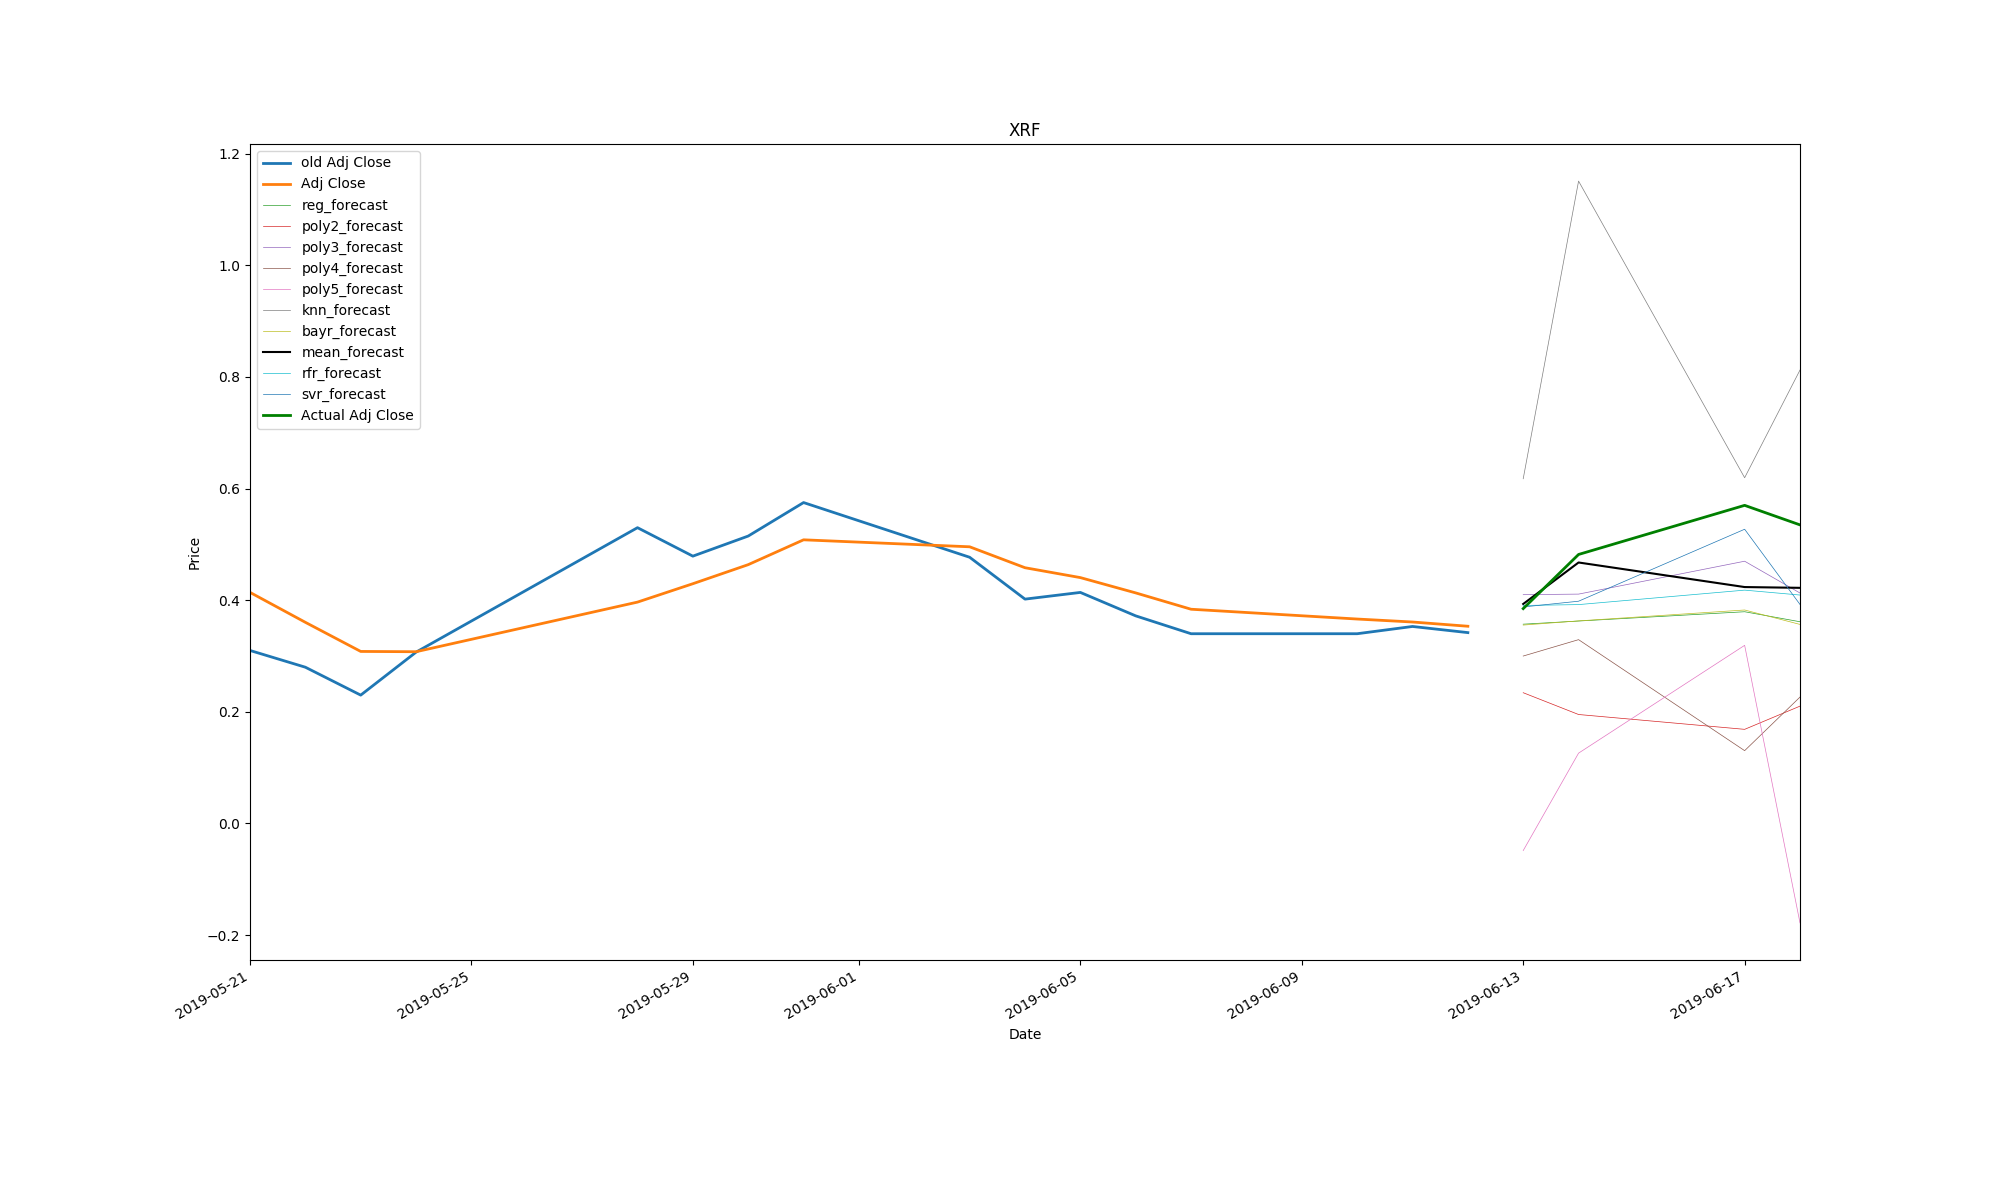 XRF
1.2
1.0
0.8
0.6
0.4
0.2
0.0
−0.2
Price
old Adj Close
Adj Close
reg_forecast
poly2_forecast
poly3_forecast
poly4_forecast
poly5_forecast
knn_forecast
bayr_forecast
mean_forecast
rfr_forecast
svr_forecast
Actual Adj Close
2019-05-21
2019-05-25
2019-05-29
2019-06-01
2019-06-05
2019-06-09
2019-06-13
2019-06-17
Date